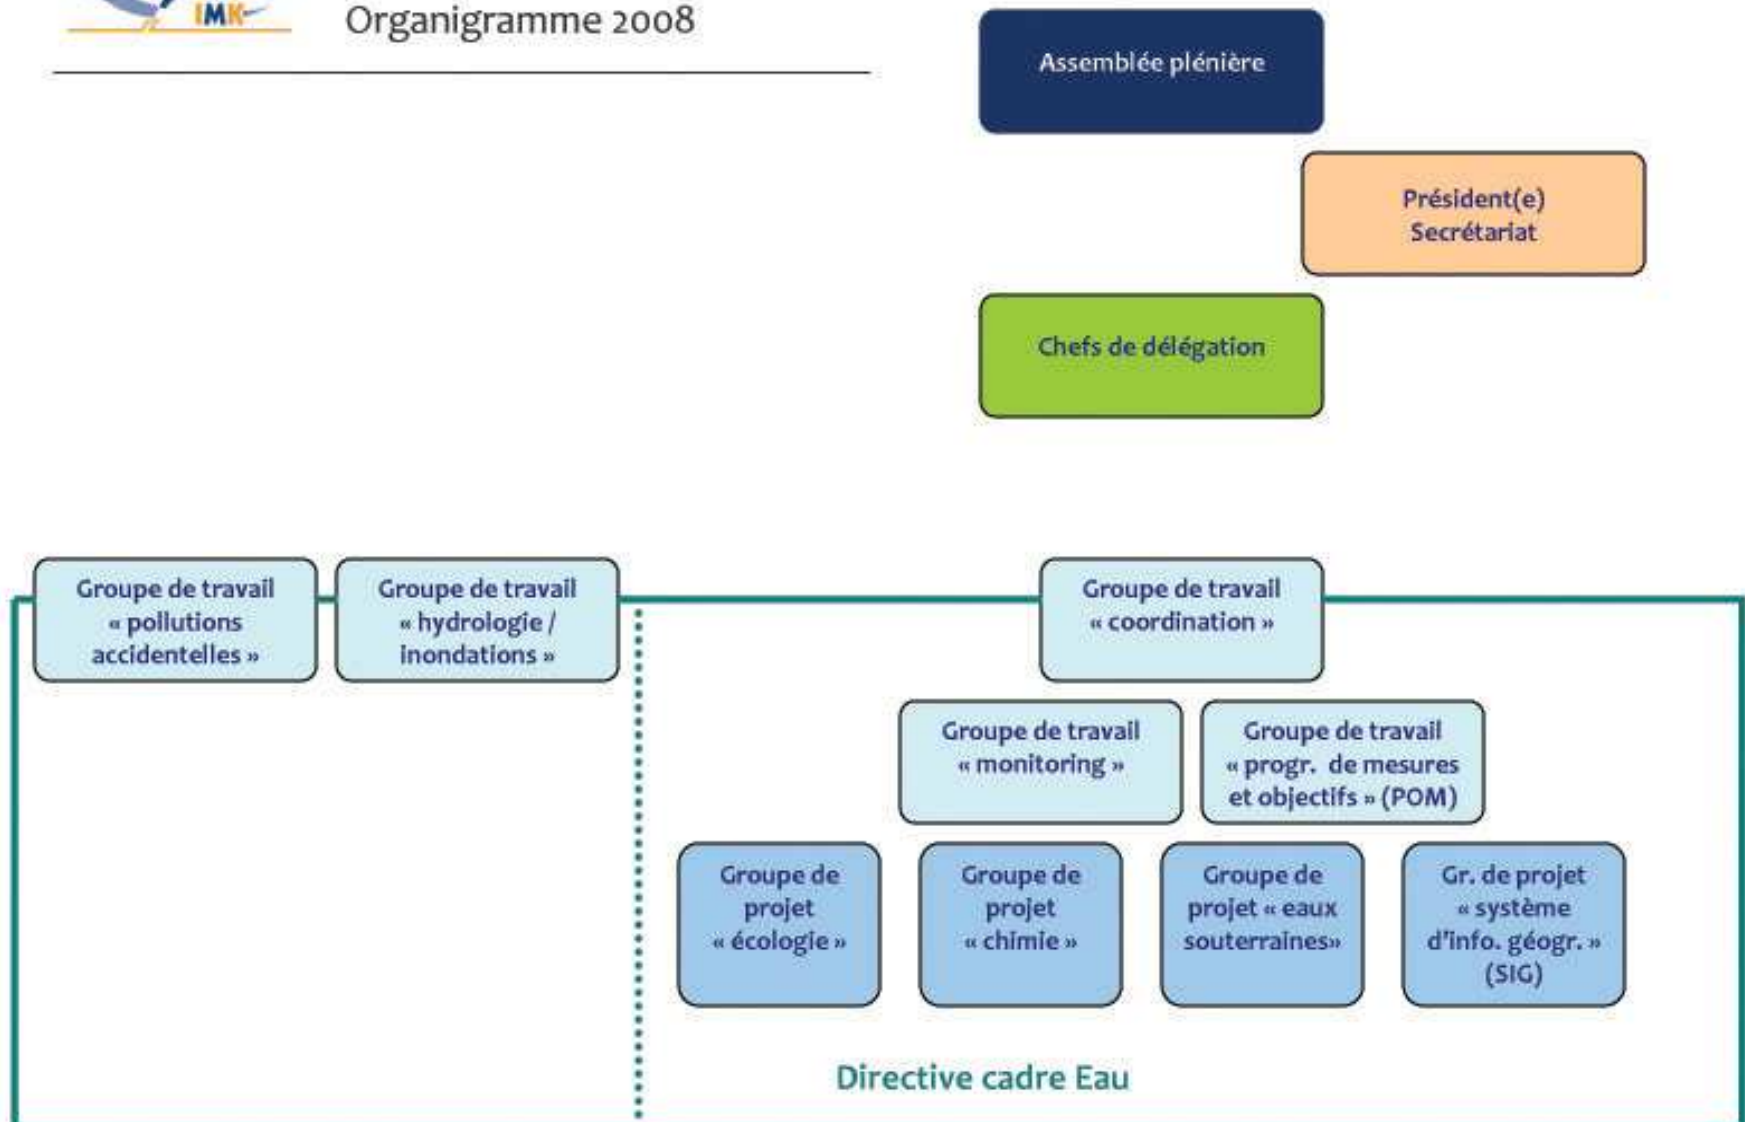 IMK
Organigramme 2008
Assemblée plénière
Président(e)
Secrétariat
Chefs de délégation
Groupe de travail
« pollutions
accidentelles »
Groupe de travail
« hydrologie /
inondations »
Groupe de travail
« coordination »
Groupe de travail
« monitoring »
Groupe de travail
« progr. de mesures
et objectifs » (POM)
Groupe de
projet
« écologie »
Groupe de
projet
« chimie »
Groupe de
projet « eaux
souterraines»
Gr. de projet
« système
d'info. géogr. »
(SIG)
Directive cadre Eau